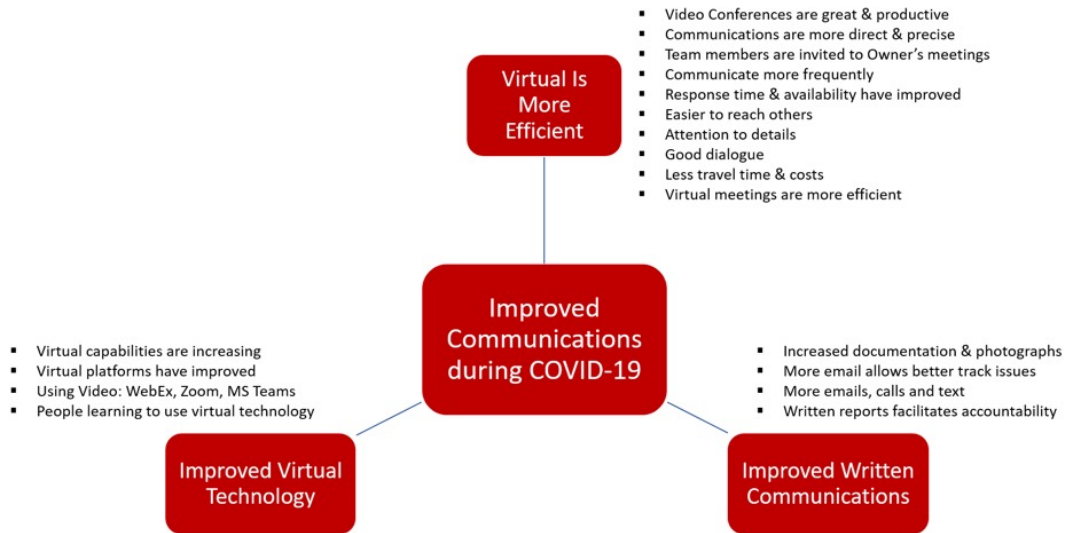 ▪ Video Conferences are great & productive
▪ Communications are more direct & precise
▪ Team members are invited to Owner’s meetings
▪ Communicate more frequently
▪ Response time & availability have improved
▪ Easier to reach others
▪ Attention to details
▪ Good dialogue
▪ Less travel time & costs
▪ Virtual meetings are more efficient
Virtual Is
More
Efficient
Improved
Communications
during COVID-19
▪ Virtual capabilities are increasing
▪ Virtual platforms have improved
▪ Using Video: WebEx, Zoom, MS Teams
▪ People learning to use virtual technology
Improved Virtual
Technology
▪ Increased documentation & photographs
▪ More email allows better track issues
▪ More emails, calls and text
▪ Written reports facilitates accountability
Improved Written
Communications